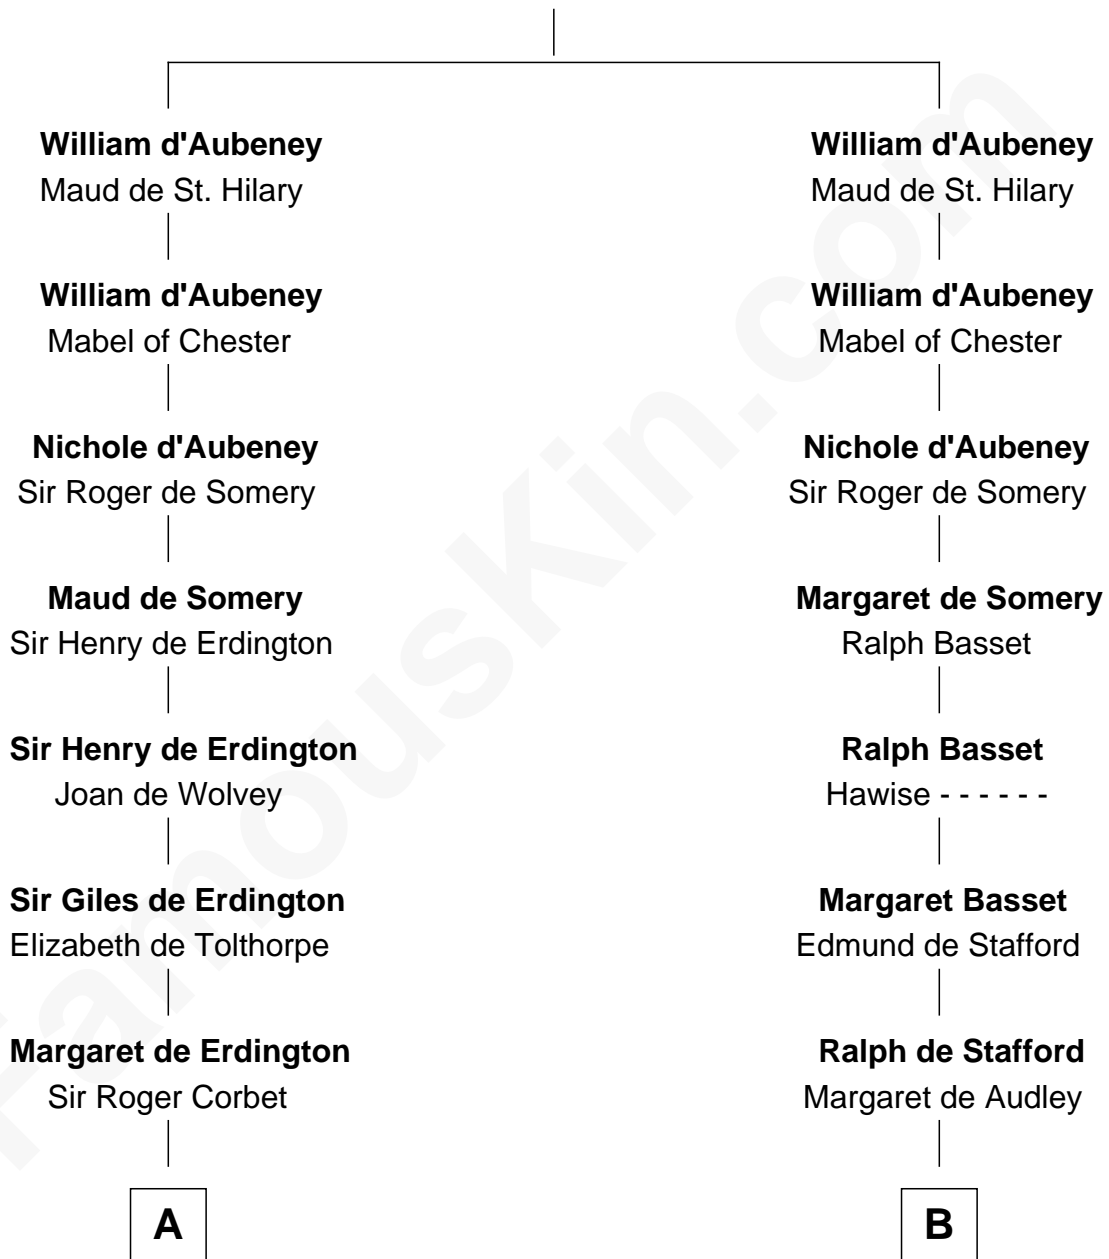 William d'Aubeney
Maud de St. Hilary
William d'Aubeney
Mabel of Chester
Nichole d'Aubeney
Sir Roger de Somery
Maud de Somery
Sir Henry de Erdington
Sir Henry de Erdington
Joan de Wolvey
Sir Giles de Erdington
Elizabeth de Tolthorpe
Margaret de Erdington
Sir Roger Corbet
A
William d'Aubeney
Maud de St. Hilary
William d'Aubeney
Mabel of Chester
Nichole d'Aubeney
Sir Roger de Somery
Margaret de Somery
Ralph Basset
Ralph Basset
Hawise - - - - - -
Margaret Basset
Edmund de Stafford
Ralph de Stafford
Margaret de Audley
B
FamousKin.com